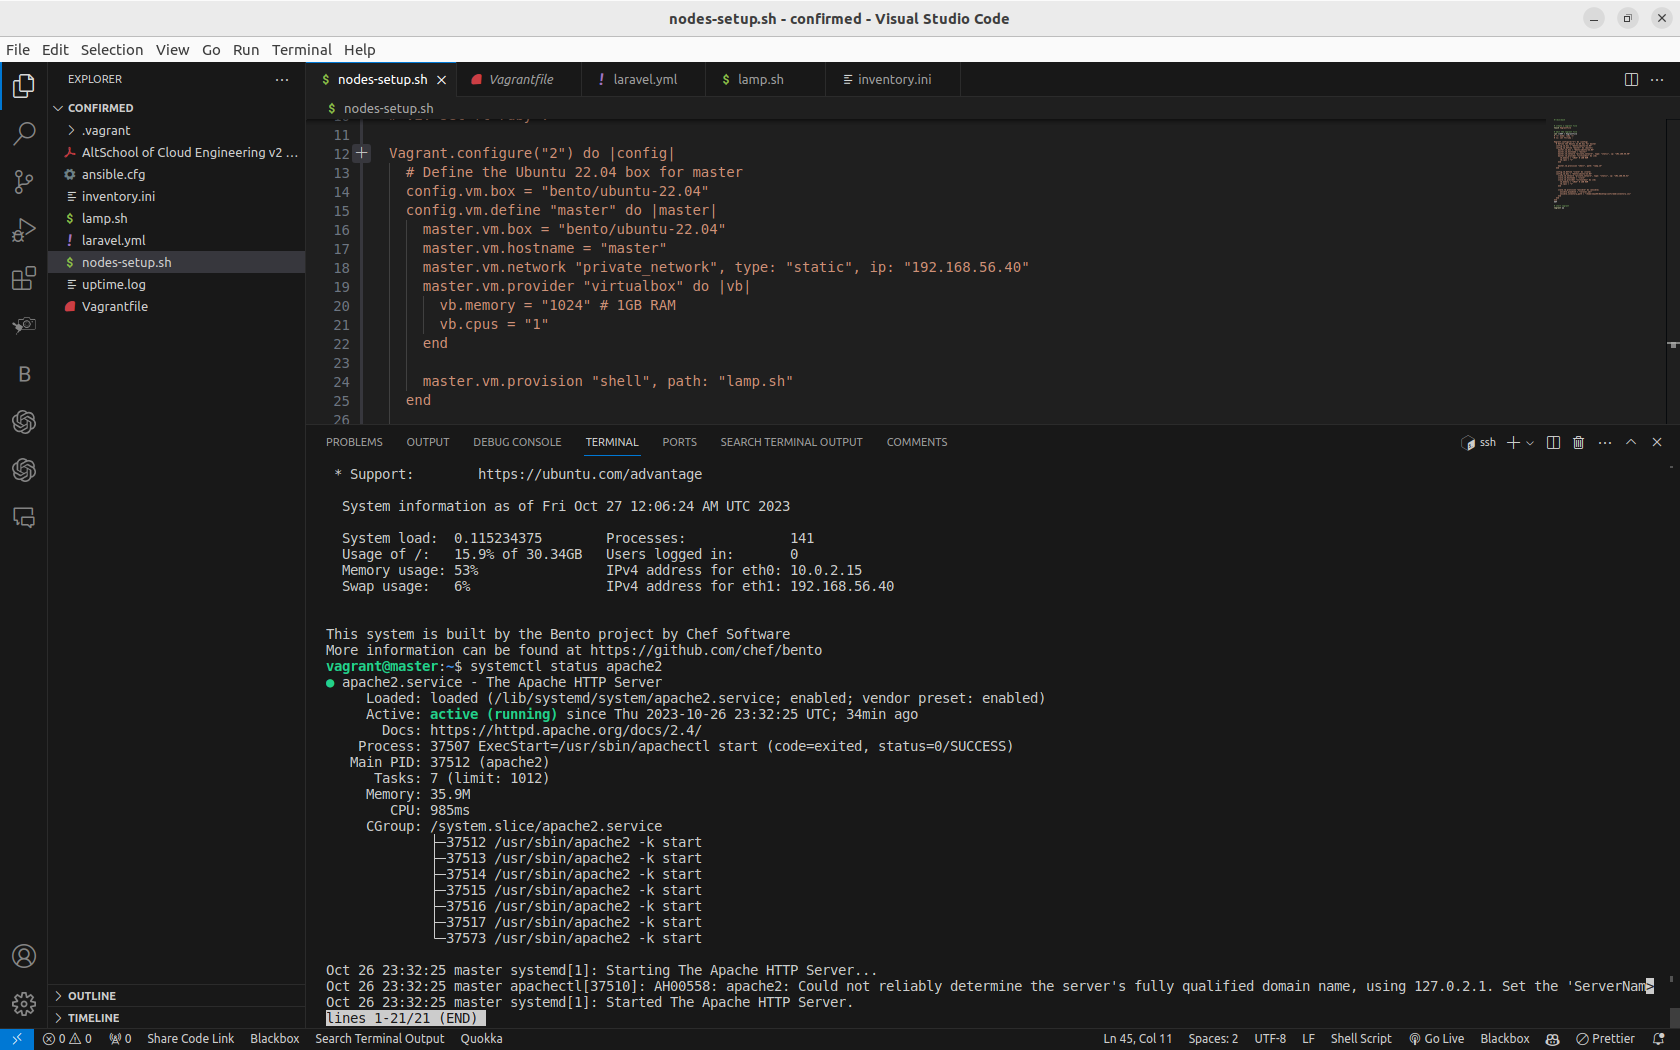 nodes-setup.sh - confirmed - Visual Studio Code
File Edit Selection View Go Run Terminal Help
EXPLORER
CONFIRMED
.vagrant
AltSchool of Cloud Engineering v2 ...
ansible.cfg
inventory.ini
lamp.sh
laravel.yml
nodes-setup.sh
uptime.log
Vagrantfile
OUTLINE
TIMELINE
nodes-setup.sh Vagrantfile laravel.yml lamp.sh inventory.ini
nodes-setup.sh
11
12 Vagrant.configure("2") do |config|
13 # Define the Ubuntu 22.04 box for master
14 config.vm.box = "bento/ubuntu-22.04"
15 config.vm.define "master" do |master|
16 master.vm.box = "bento/ubuntu-22.04"
17 master.vm.hostname = "master"
18 master.vm.network "private_network", type: "static", ip: "192.168.56.40"
19 master.vm.provider "virtualbox" do |vb|
20 vb.memory = "1024" # 1GB RAM
21 vb.cpus = "1"
22 end
23
24 master.vm.provision "shell", path: "lamp.sh"
25 end
26
PROBLEMS OUTPUT DEBUG CONSOLE TERMINAL PORTS SEARCH TERMINAL OUTPUT COMMENTS
ssh
* Support: https://ubuntu.com/advantage
System information as of Fri Oct 27 12:06:24 AM UTC 2023
System load: 0.115234375 Processes: 141
Usage of /: 15.9% of 30.34GB Users logged in: 0
Memory usage: 53% IPv4 address for eth0: 10.0.2.15
Swap usage: 6% IPv4 address for eth1: 192.168.56.40
This system is built by the Bento project by Chef Software
More information can be found at https://github.com/chef/bento
vagrant@master:~$ systemctl status apache2
● apache2.service - The Apache HTTP Server
Loaded: loaded (/lib/systemd/system/apache2.service; enabled; vendor preset: enabled)
Active: active (running) since Thu 2023-10-26 23:32:25 UTC; 34min ago
Docs: https://httpd.apache.org/docs/2.4/
Process: 37507 ExecStart=/usr/sbin/apachectl start (code=exited, status=0/SUCCESS)
Main PID: 37512 (apache2)
Tasks: 7 (limit: 1012)
Memory: 35.9M
CPU: 985ms
CGroup: /system.slice/apache2.service
├─37512 /usr/sbin/apache2 -k start
├─37513 /usr/sbin/apache2 -k start
├─37514 /usr/sbin/apache2 -k start
├─37515 /usr/sbin/apache2 -k start
├─37516 /usr/sbin/apache2 -k start
├─37517 /usr/sbin/apache2 -k start
└─37573 /usr/sbin/apache2 -k start
Oct 26 23:32:25 master systemd[1]: Starting The Apache HTTP Server...
Oct 26 23:32:25 master apachectl[37510]: AH00558: apache2: Could not reliably determine the server's fully qualified domain name, using 127.0.2.1. Set the 'ServerNam>
Oct 26 23:32:25 master systemd[1]: Started The Apache HTTP Server.
lines 1-21/21 (END)
0 0 0 Share Code Link Blackbox Search Terminal Output Quokka Ln 45, Col 11 Spaces: 2 UTF-8 LF Shell Script Go Live Blackbox Prettier